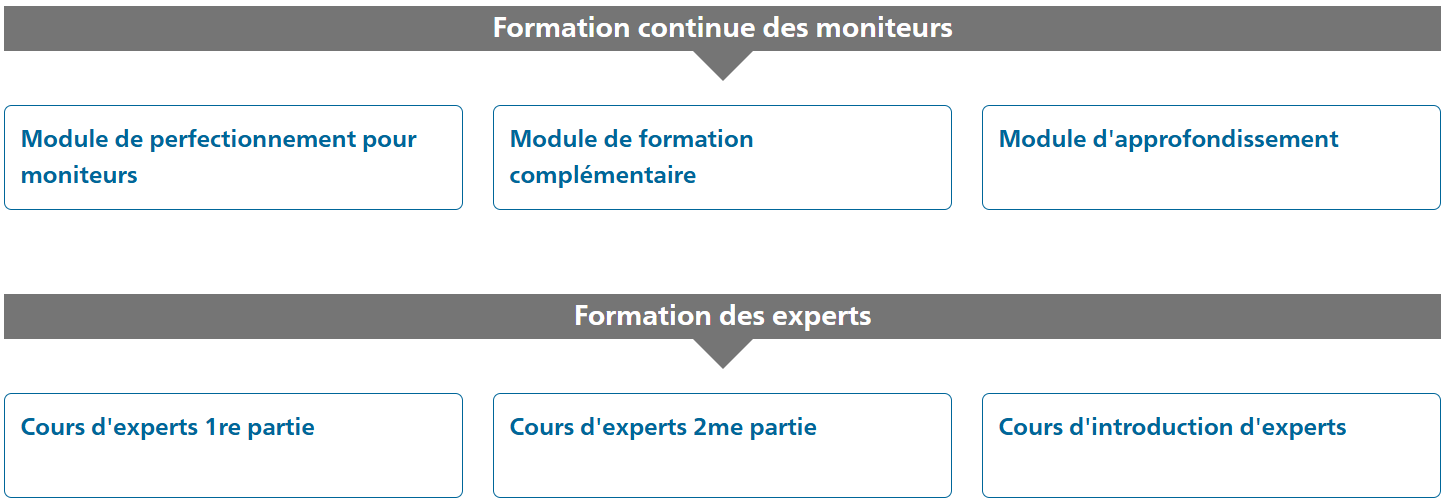 Formation continue des moniteurs
Module de perfectionnement pour
moniteurs
Module de formation
complémentaire
Module d'approfondissement
Formation des experts
Cours d'experts 1re partie
Cours d'experts 2me partie
Cours d'introduction d'experts